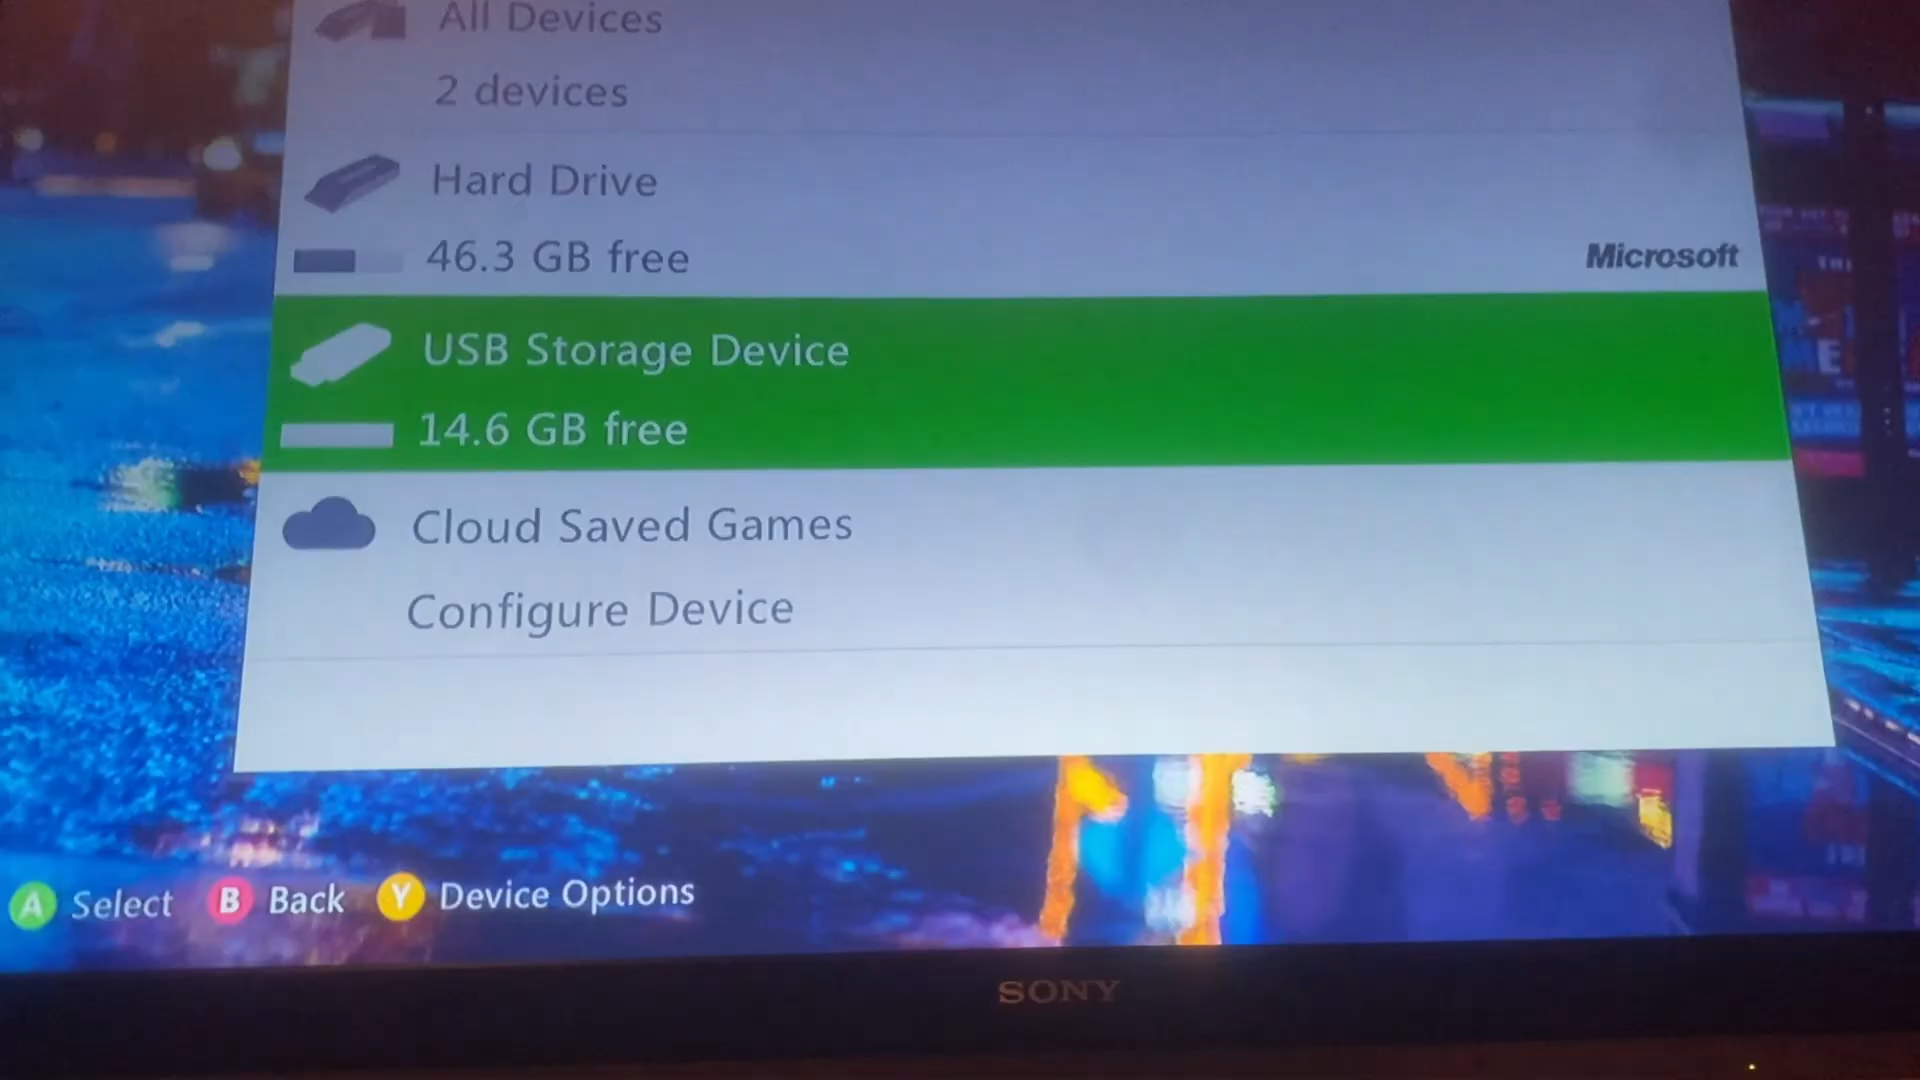 All Devices
2 devices
Hard Drive
46.3 GB free
Microsoft
USB Storage Device
14.6 GB free
Cloud Saved Games
Configure Device
A Select B Back Y Device Options
SONY